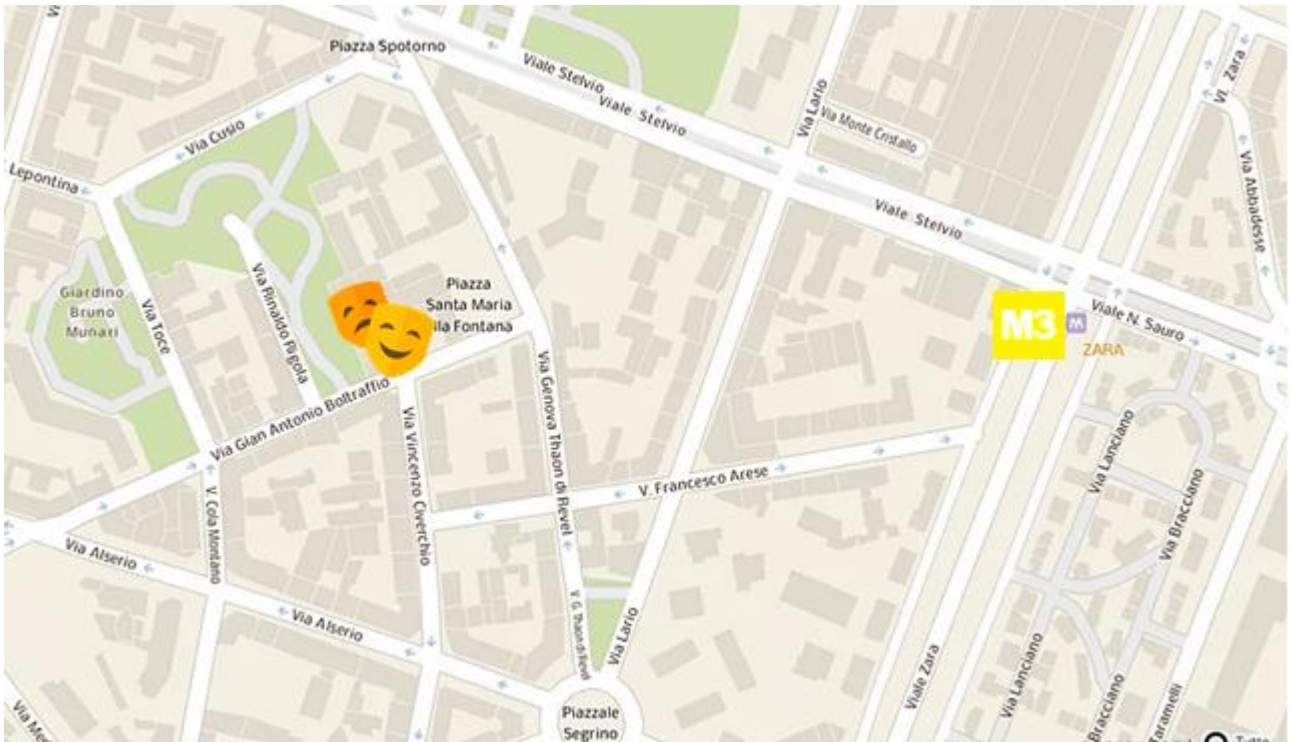 Piazza Spotorno
Viale Stelvio
Viale Stelvio
Via Lario
Via Monte Cristallo
Vl. Zara
Via Abbadesse
Via Cusio
Lepontina
Viale Stelvio
Giardino
Bruno
Munari
Via Toce
Via Rinaldo Rigola
Piazza
Santa Maria
lla Fontana
M3
M
ZARA
Viale N. Sauro
Via Gian Antonio Boltraffio
Via Vincenzo Civerchio
Via Genova Thaon di Revel
V. Francesco Arese
Via Lanciano
Via Bracciano
V. Cola Montano
Via Alserio
Via Alserio
V. G. Thaon di Revel
Via Lario
Viale Zara
Via Lanciano
Bracciano
Taramelli
Piazzale
Segrino